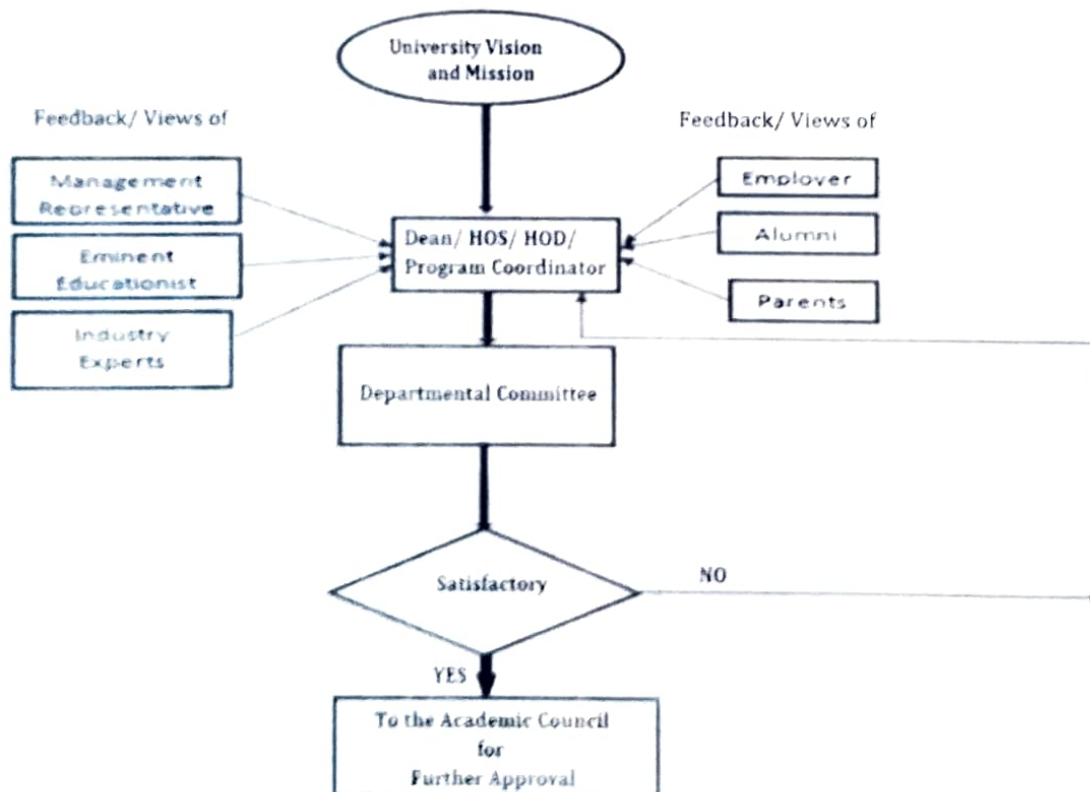 University Vision
and Mission
Feedback/ Views of
Feedback/ Views of
Management
Representative
Eminent
Educationist
Industry
Experts
Employer
Alumni
Parents
Dean/ HOS/ HOD/
Program Coordinator
Departmental Committee
Satisfactory
NO
YES
To the Academic Council
for
Further Approval